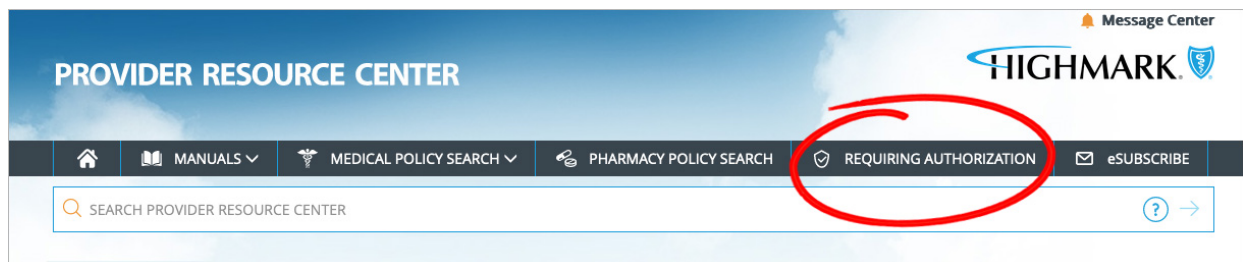 Message Center
PROVIDER RESOURCE CENTER
HIGHMARK
MANUALS MEDICAL POLICY SEARCH PHARMACY POLICY SEARCH REQUIRING AUTHORIZATION eSUBSCRIBE
SEARCH PROVIDER RESOURCE CENTER ?